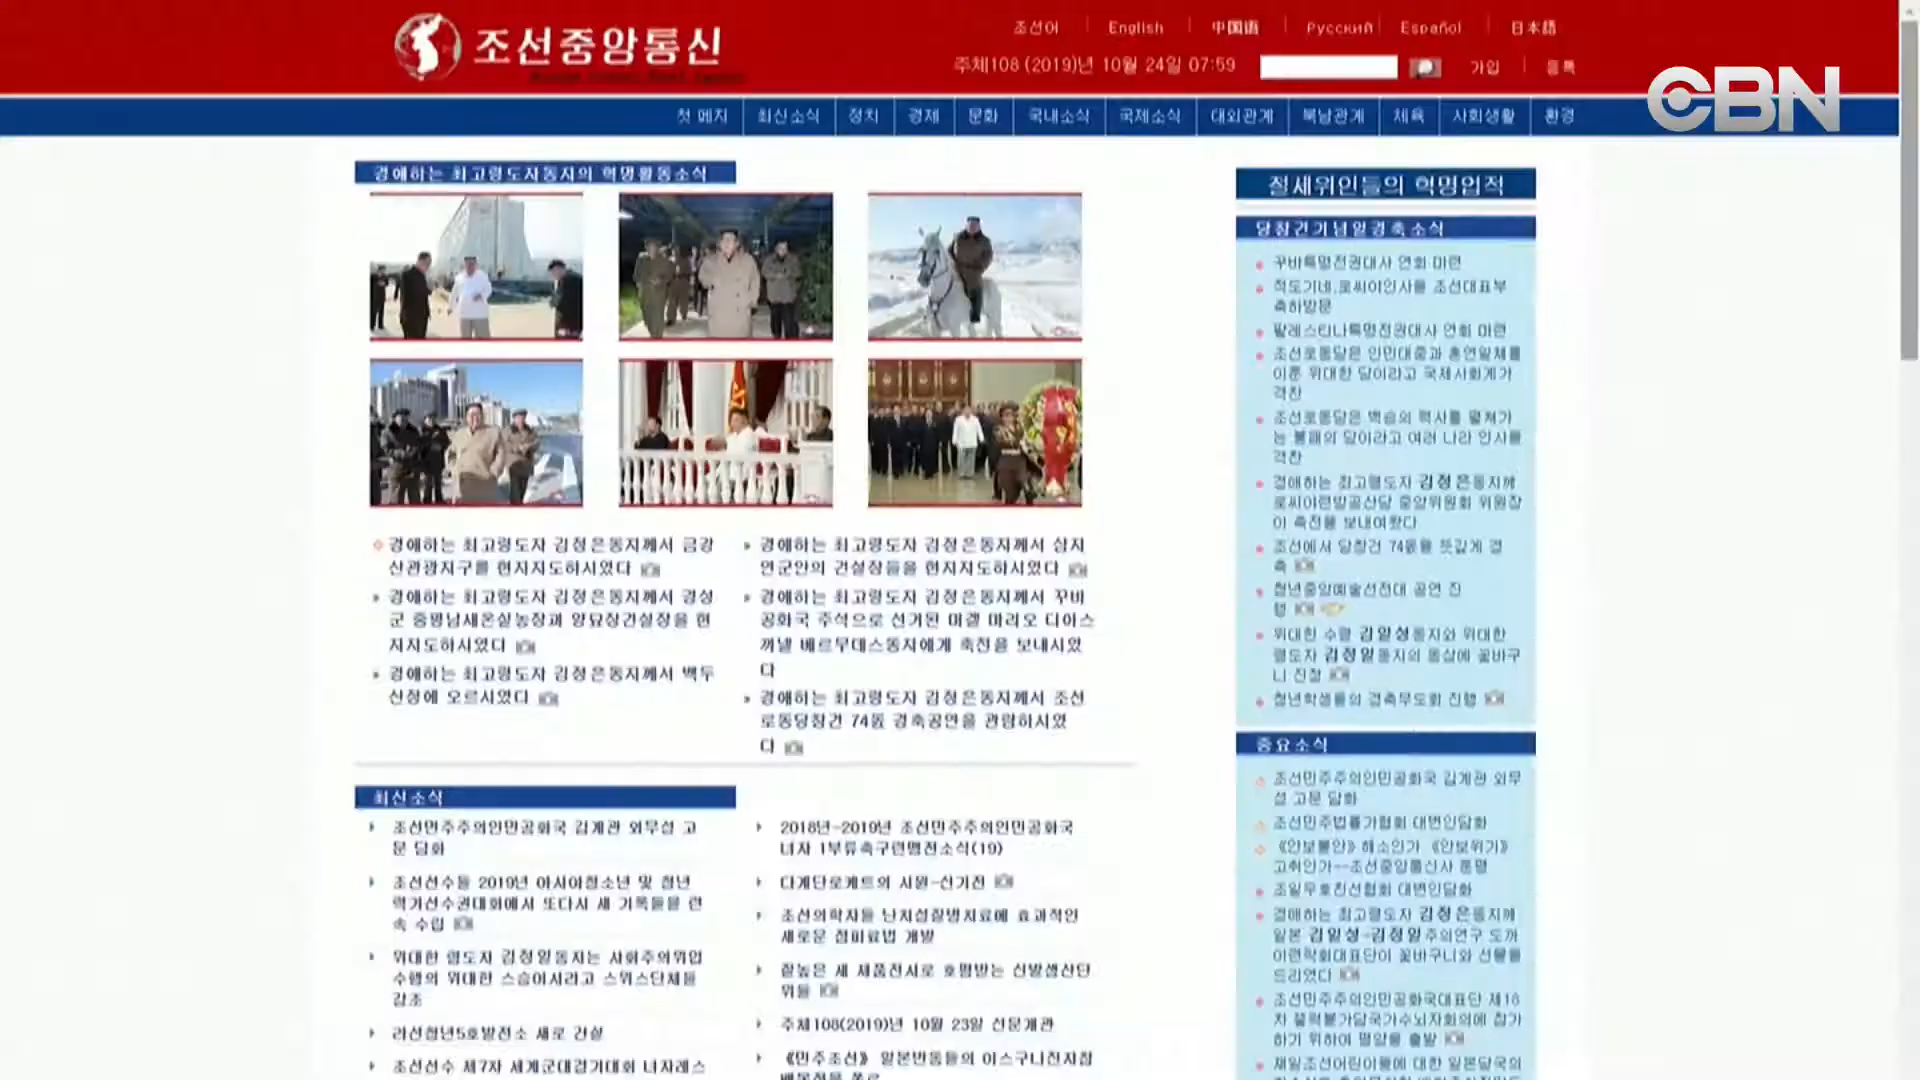 조선중앙통신
조선어 English 中国语 Русский Español 日本語
주체108 (2019)년 10월 24일 07:59 가입 등록
CBN
첫 페지 최신소식 정치 경제 문화 국내소식 국제소식 대외관계 북남관계 체육 사회생활 환경
경애하는 최고령도자동지의 혁명활동소식
경애하는 최고령도자 김정은동지께서 금강
산관광지구를 현지지도하시였다
경애하는 최고령도자 김정은동지께서 경성
군 중평남새온실농장과 양묘장건설장을 현
지지도하시였다
경애하는 최고령도자 김정은동지께서 백두
산정에 오르시였다
경애하는 최고령도자 김정은동지께서 삼지
연군안의 건설장들을 현지지도하시였다
경애하는 최고령도자 김정은동지께서 꾸바
공화국 주석으로 선거된 미겔 마리오 디아스
까넬 베르무데스동지에게 축전을 보내시였
다
경애하는 최고령도자 김정은동지께서 조선
로동당창건 74돐 경축공연을 관람하시였
다
최신소식
조선민주주의인민공화국 김계관 외무성 고
문 담화
조선선수들 2019년 아시아청소년 및 청년
력기선수권대회에서 또다시 새 기록들을 련
속 수립
위대한 령도자 김정일동지는 사회주의위업
수행의 위대한 스승이시라고 스위스단체들
강조
라선청년5호발전소 새로 건설
조선선수 제7차 세계군대경기대회 녀자레스
2018년-2019년 조선민주주의인민공화국
녀자 1부류축구련맹전소식(19)
다계단로케트의 시원-신기전
조선의학자들 난치성질병치료에 효과적인
새로운 침미료법 개발
질높은 새 제품전시로 호평받는 신발생산단
위들
주체108(2019)년 10월 23일 신문개관
《민주조선》 일본반동들의 이스구니전자참
절세위인들의 혁명업적
당창건기념일경축소식
꾸바특명전권대사 연회 마련
적도기네,로씨야인사들 조선대표부
축하방문
팔레스티나특명전권대사 연회 마련
조선로동당은 인민대중과 혼연일체를
이룬 위대한 당이라고 국제사회계가
격찬
조선로동당은 백승의 력사를 펼쳐가
는 불패의 당이라고 여러 나라 인사들
격찬
경애하는 최고령도자 김정은동지께
로씨야련방공산당 중앙위원회 위원장
이 축전을 보내여왔다
조선에서 당창건 74돐을 뜻깊게 경
축
청년중앙예술선전대 공연 진
행
위대한 수령 김일성동지와 위대한
령도자 김정일동지의 동상에 꽃바구
니 진정
청년학생들의 경축무도회 진행
중요소식
조선민주주의인민공화국 김계관 외무
성 고문 담화
조선민주법률가협회 대변인담화
《안보불안》해소인가 《안보위기》
고취인가--조선중앙통신사 론평
조일우호친선협회 대변인담화
경애하는 최고령도자 김정은동지께
일본 김일성-김정일주의연구 도꾜
이련락회대표단이 꽃바구니와 선물을
드리였다
조선민주주의인민공화국대표단 제18
차 쁠럭불가담국가수뇌자회의에 참가
하기 위하여 평양을 출발
재일조선어린이들에 대한 일본당국의